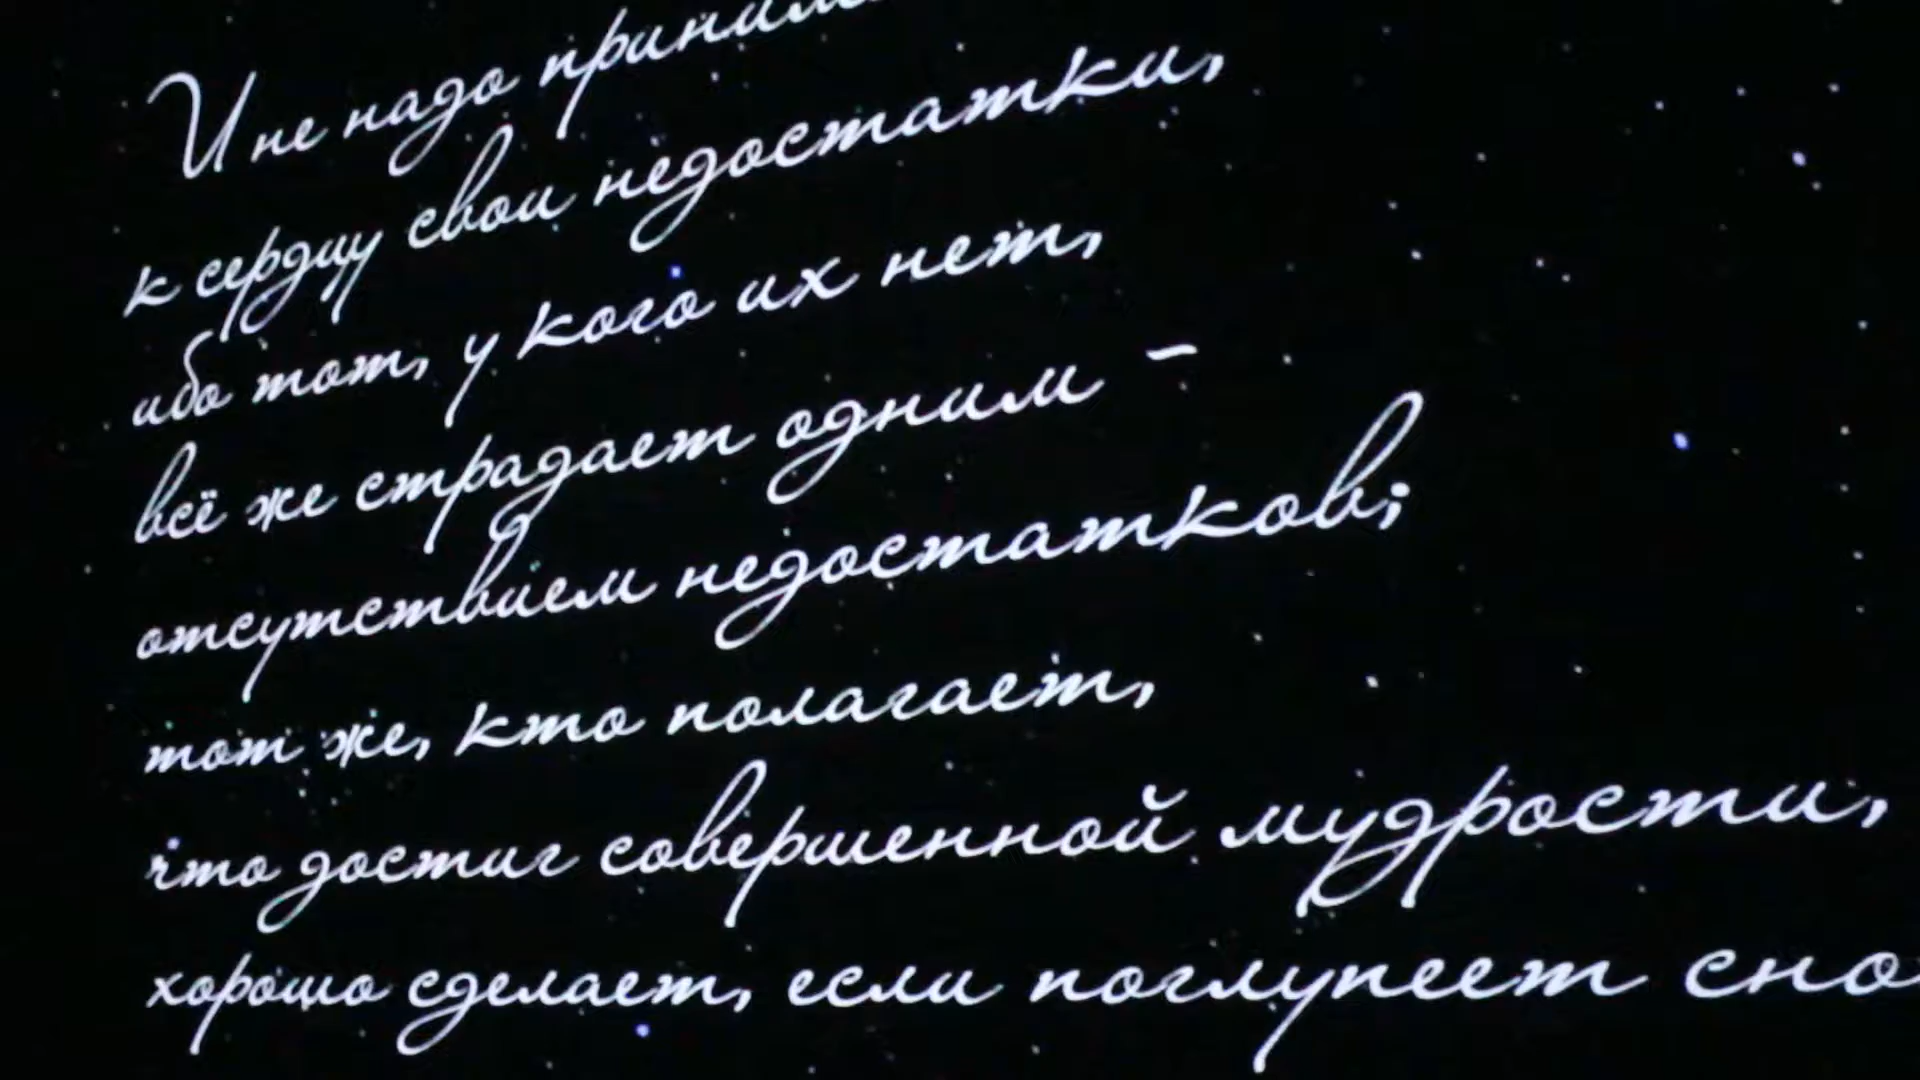 И не надо приним
к сердцу свои недостатки,
ибо тот, у кого их нет,
всё же страдает одним –
отсутствием недостатков;
тот же, кто полагает,
что достиг совершенной мудрости,
хорошо сделает, если поглупеет сно